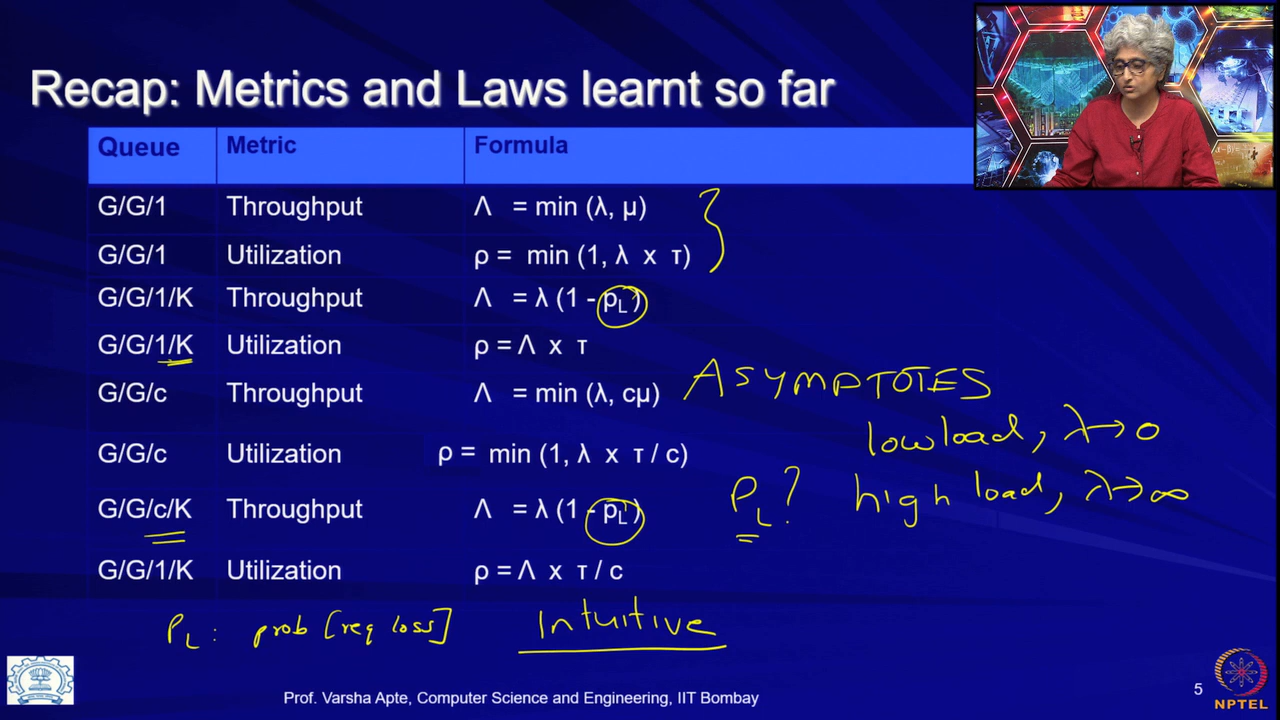 Recap: Metrics and Laws learnt so far
Queue Metric Formula
G/G/1 Throughput Λ = min (λ, μ)
G/G/1 Utilization ρ = min (1, λ x τ)
G/G/1/K Throughput Λ = λ (1 - pL)
G/G/1/K Utilization ρ = Λ x τ
G/G/c Throughput Λ = min (λ, cμ)
ASYMPTOTES
low load, λ→0
G/G/c Utilization ρ = min (1, λ x τ / c)
PL? high load, λ→∞
G/G/c/K Throughput Λ = λ (1 - pL)
G/G/1/K Utilization ρ = Λ x τ / c
PL: prob [req loss] Intuitive
Prof. Varsha Apte, Computer Science and Engineering, IIT Bombay
5
NPTEL